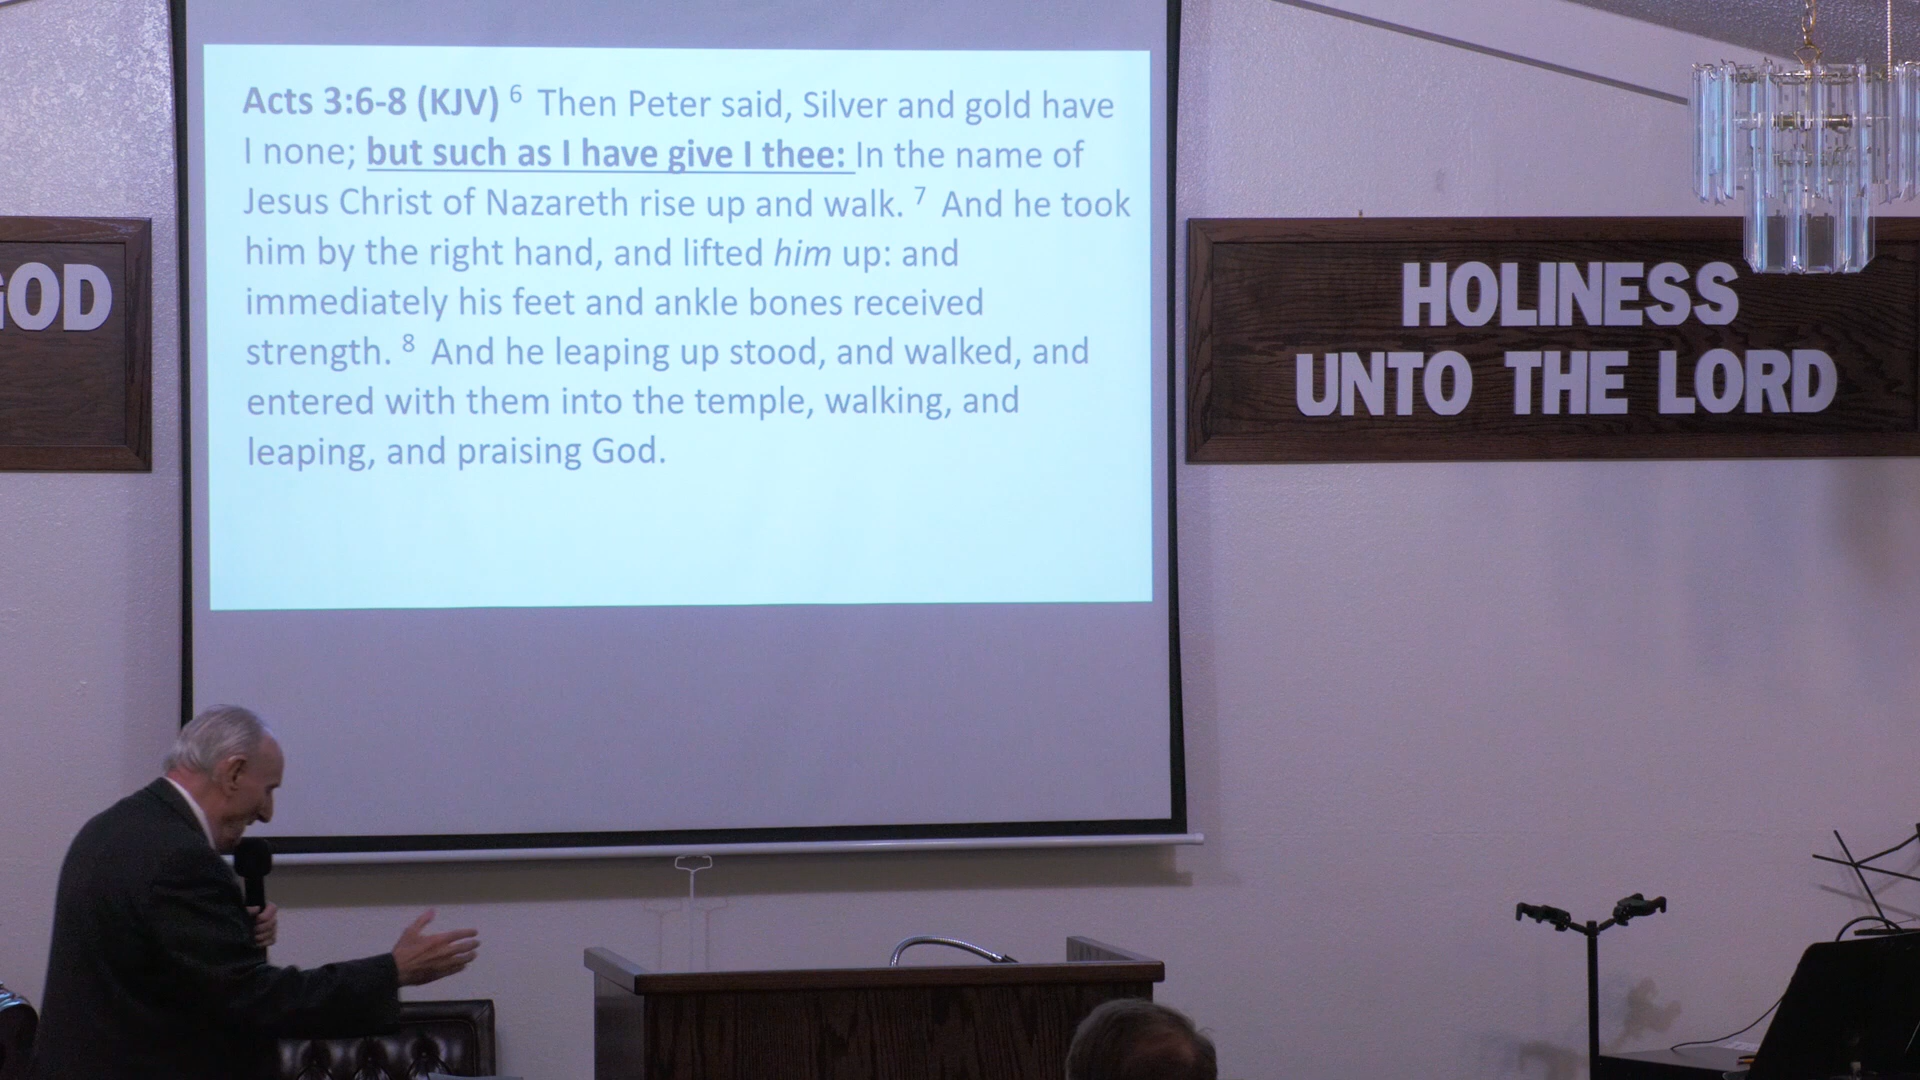 Acts 3:6-8 (KJV) 6 Then Peter said, Silver and gold have
I none; but such as I have give I thee: In the name of
Jesus Christ of Nazareth rise up and walk. 7 And he took
him by the right hand, and lifted him up: and
immediately his feet and ankle bones received
strength. 8 And he leaping up stood, and walked, and
entered with them into the temple, walking, and
leaping, and praising God.
GOD
HOLINESS
UNTO THE LORD